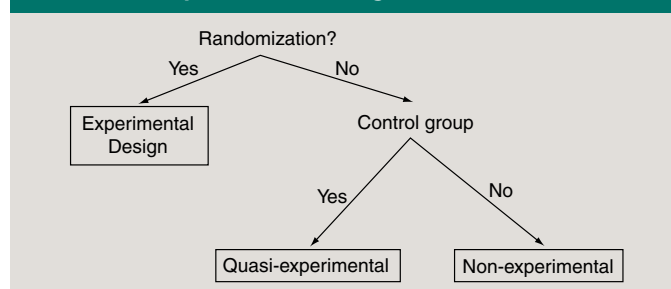 Randomization?
Yes
No
Experimental
Design
Control group
Yes
No
Quasi-experimental
Non-experimental